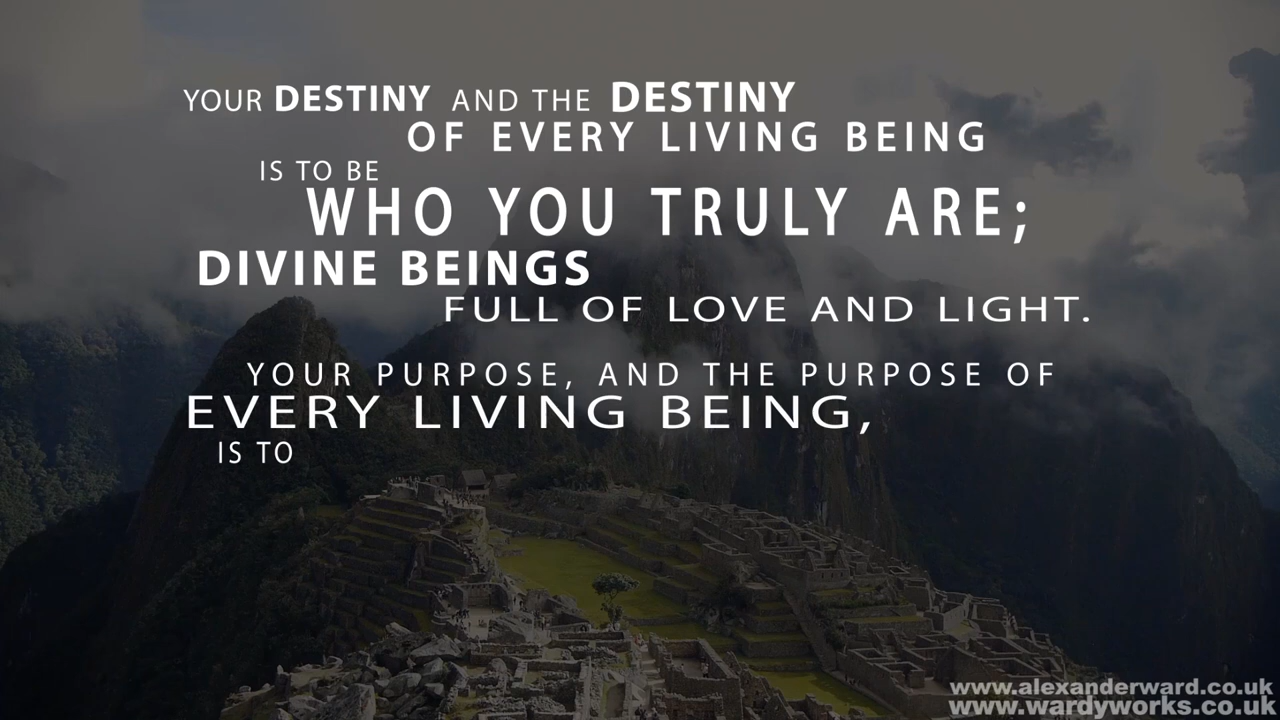 YOUR DESTINY AND THE DESTINY
OF EVERY LIVING BEING
IS TO BE
WHO YOU TRULY ARE;
DIVINE BEINGS
FULL OF LOVE AND LIGHT.
YOUR PURPOSE, AND THE PURPOSE OF
EVERY LIVING BEING,
IS TO
www.alexanderward.co.uk
www.wardyworks.co.uk